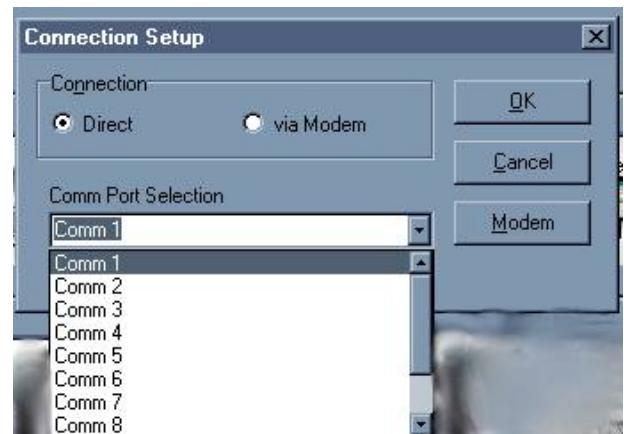 Connection Setup
Connection
Direct via Modem
OK
Cancel
Modem
Comm Port Selection
Comm 1
Comm 1
Comm 2
Comm 3
Comm 4
Comm 5
Comm 6
Comm 7
Comm 8